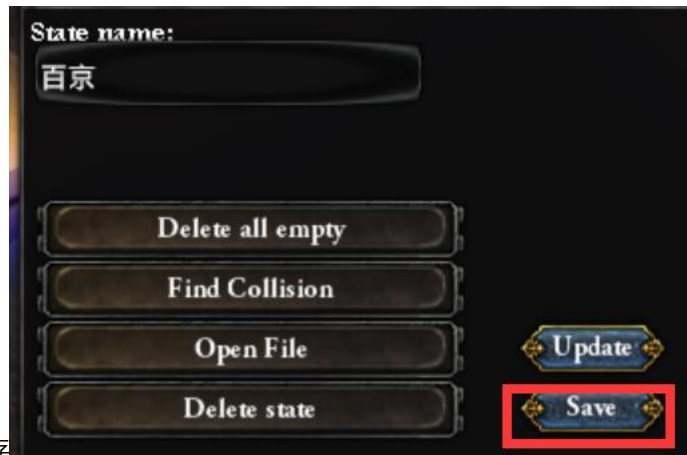 State name:
百京
Delete all empty
Find Collision
Open File
Update
Delete state
Save